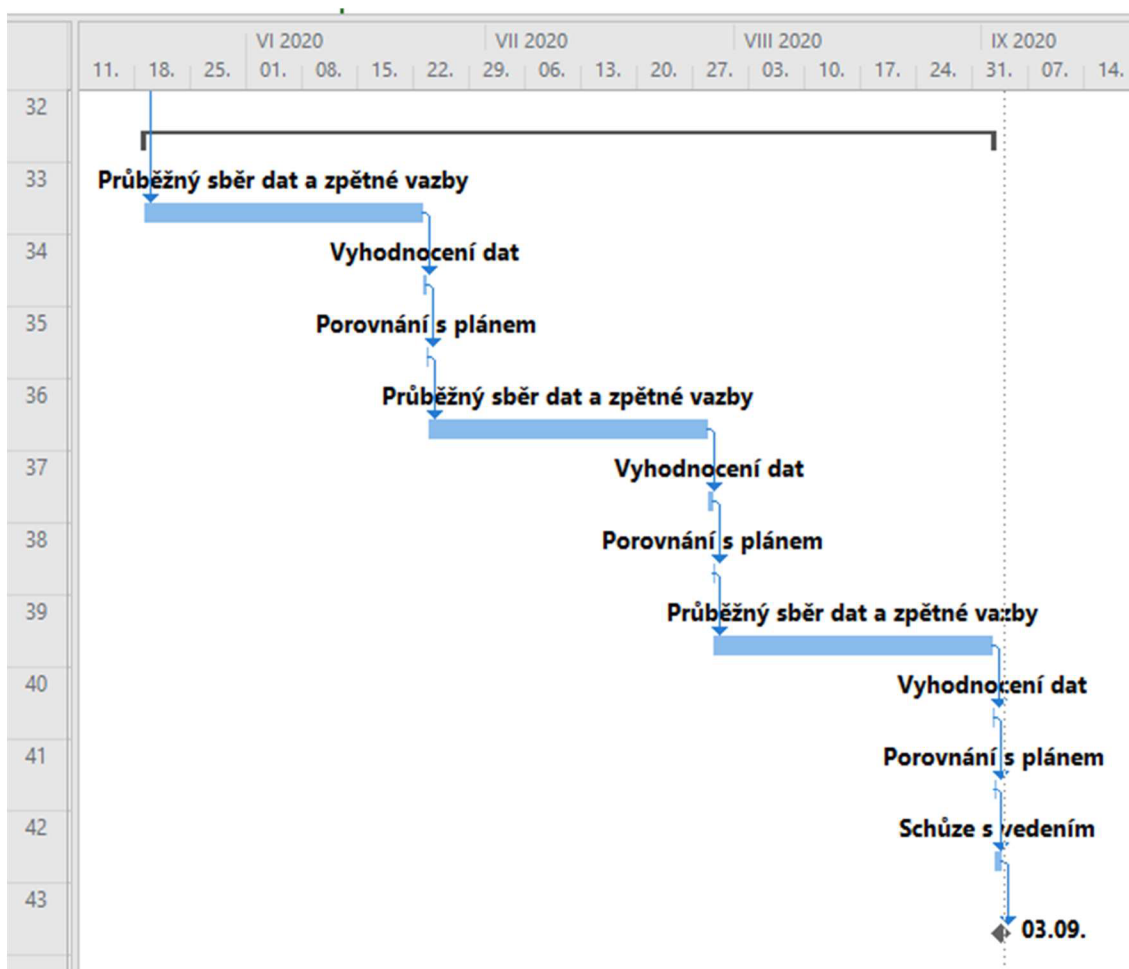 VI 2020 VII 2020 VIII 2020 IX 2020
11. 18. 25. 01. 08. 15. 22. 29. 06. 13. 20. 27. 03. 10. 17. 24. 31. 07. 14.
32
33 Průběžný sběr dat a zpětné vazby
34 Vyhodnocení dat
35 Porovnání s plánem
36 Průběžný sběr dat a zpětné vazby
37 Vyhodnocení dat
38 Porovnání s plánem
39 Průběžný sběr dat a zpětné vazby
40 Vyhodnocení dat
41 Porovnání s plánem
42 Schůze s vedením
43
03.09.